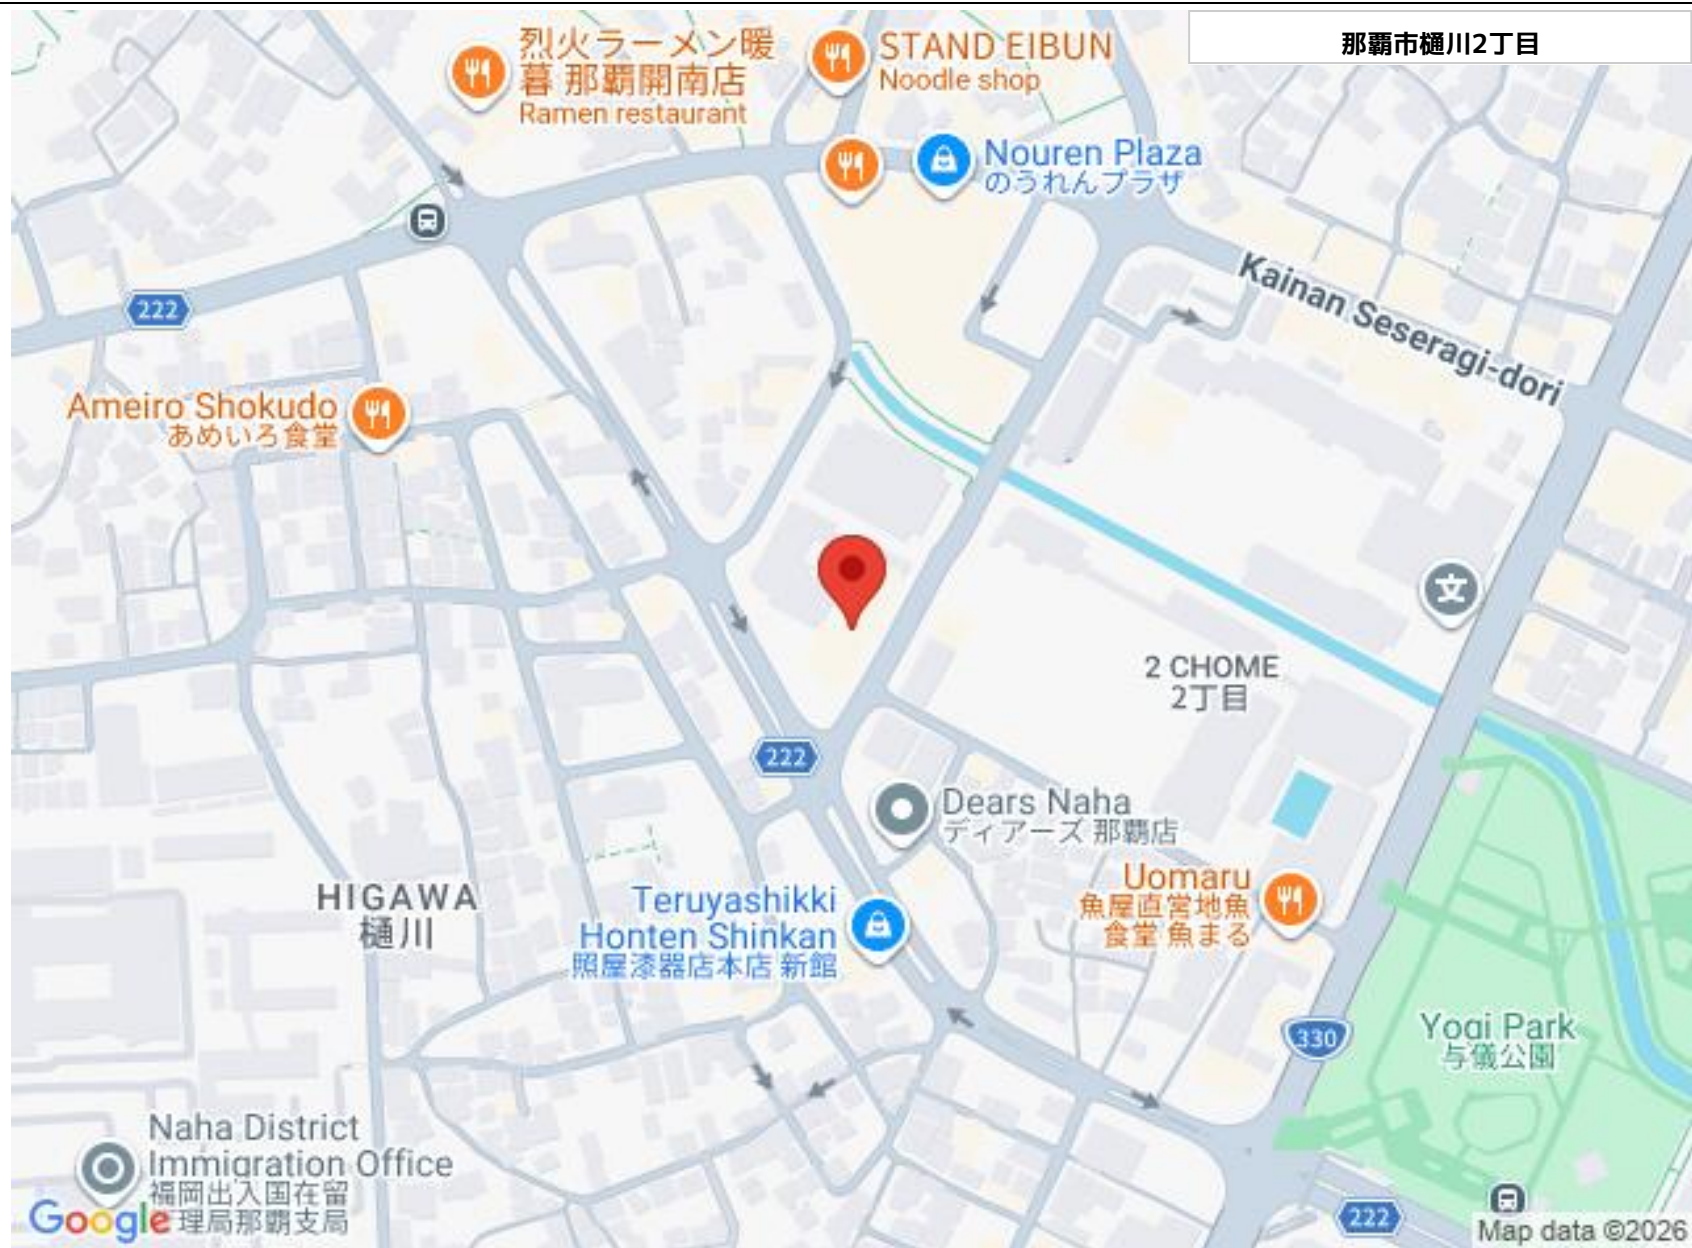 那覇市樋川2丁目
烈火ラーメン暖
暮 那覇開南店
Ramen restaurant
STAND EIBUN
Noodle shop
Nouren Plaza
のうれんプラザ
222
Kainan Seseragi-dori
Ameiro Shokudo
あめいろ食堂
文
2 CHOME
2丁目
222
Dears Naha
ディアーズ 那覇店
Uomaru
魚屋直営地魚
食堂 魚まる
HIGAWA
樋川
Teruyashikki
Honten Shinkan
照屋漆器店本店 新館
330
Yogi Park
与儀公園
Naha District
Immigration Office
福岡出入国在留
理局那覇支局
Google
222
Map data ©2026